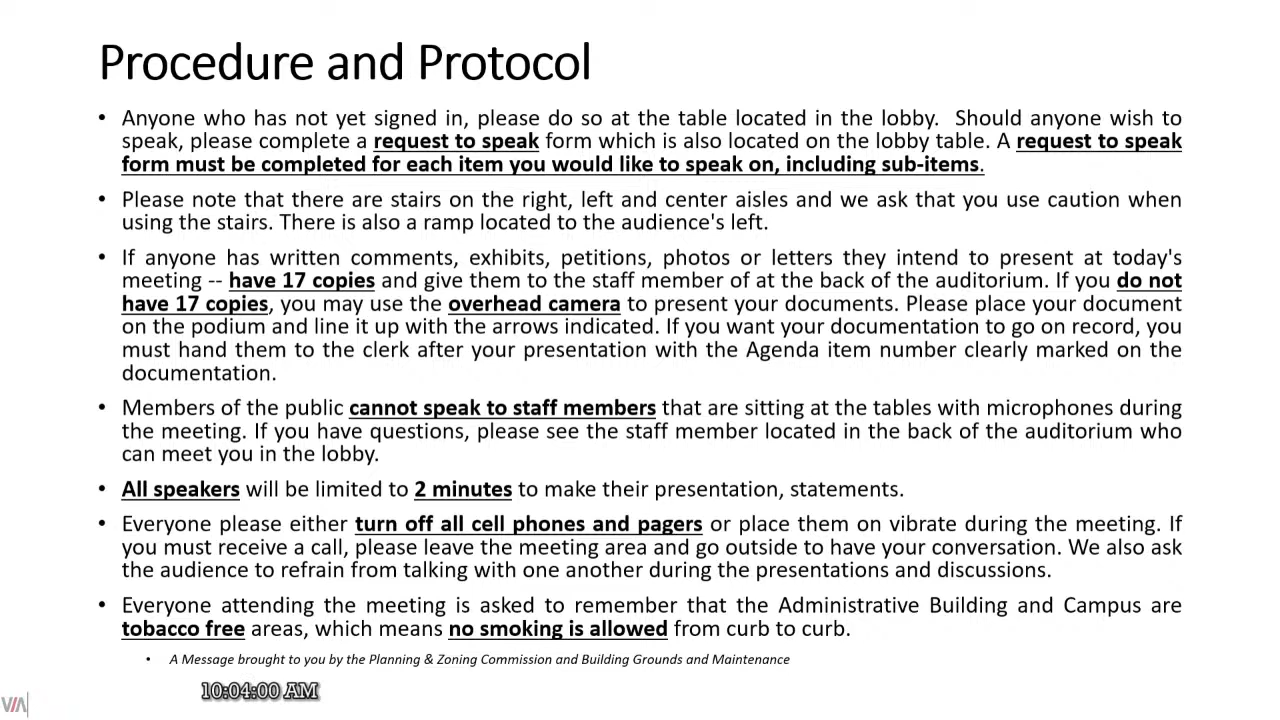 Procedure and Protocol
• Anyone who has not yet signed in, please do so at the table located in the lobby. Should anyone wish to
speak, please complete a request to speak form which is also located on the lobby table. A request to speak
form must be completed for each item you would like to speak on, including sub-items.
• Please note that there are stairs on the right, left and center aisles and we ask that you use caution when
using the stairs. There is also a ramp located to the audience's left.
• If anyone has written comments, exhibits, petitions, photos or letters they intend to present at today's
meeting -- have 17 copies and give them to the staff member of at the back of the auditorium. If you do not
have 17 copies, you may use the overhead camera to present your documents. Please place your document
on the podium and line it up with the arrows indicated. If you want your documentation to go on record, you
must hand them to the clerk after your presentation with the Agenda item number clearly marked on the
documentation.
• Members of the public cannot speak to staff members that are sitting at the tables with microphones during
the meeting. If you have questions, please see the staff member located in the back of the auditorium who
can meet you in the lobby.
• All speakers will be limited to 2 minutes to make their presentation, statements.
• Everyone please either turn off all cell phones and pagers or place them on vibrate during the meeting. If
you must receive a call, please leave the meeting area and go outside to have your conversation. We also ask
the audience to refrain from talking with one another during the presentations and discussions.
• Everyone attending the meeting is asked to remember that the Administrative Building and Campus are
tobacco free areas, which means no smoking is allowed from curb to curb.
• A Message brought to you by the Planning & Zoning Commission and Building Grounds and Maintenance
10:04:00 AM
VIA